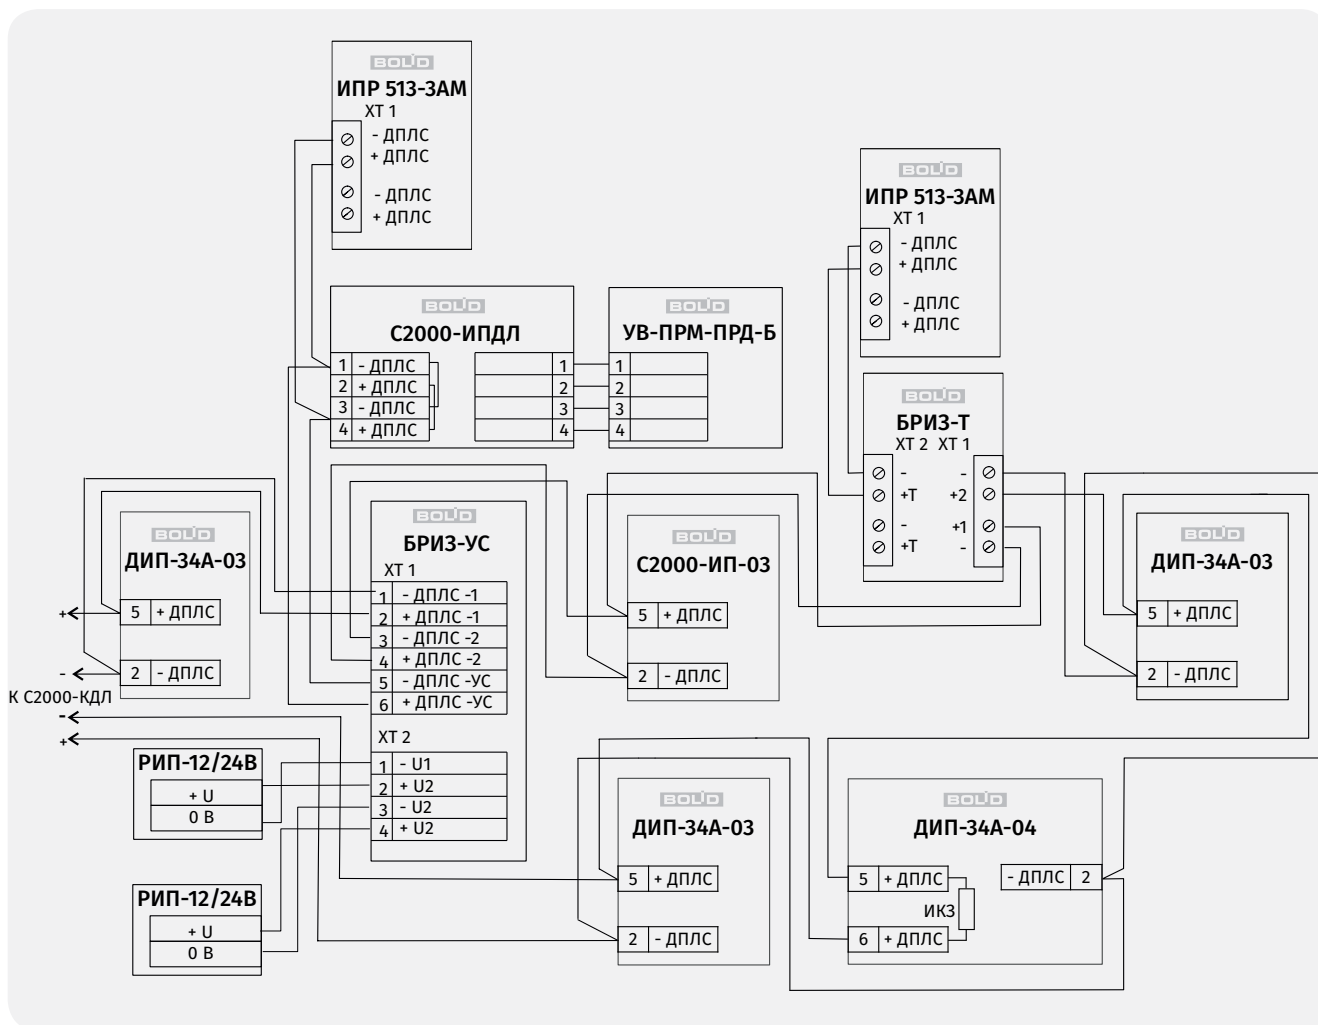 BOLID
ИПР 513-3АМ
XT 1
- ДПЛС
+ ДПЛС
- ДПЛС
+ ДПЛС
BOLID
ИПР 513-3АМ
XT 1
- ДПЛС
+ ДПЛС
- ДПЛС
+ ДПЛС
BOLID
С2000-ИПДЛ
1 - ДПЛС 1
2 + ДПЛС 2
3 - ДПЛС 3
4 + ДПЛС 4
BOLID
УВ-ПРМ-ПРД-Б
1
2
3
4
BOLID
БРИЗ-Т
XT 2 XT 1
- -
+T +2
- +1
+T -
BOLID
ДИП-34А-03
5 + ДПЛС
2 - ДПЛС
+
-
К С2000-КДЛ
-
+
BOLID
БРИЗ-УС
XT 1
1 - ДПЛС -1
2 + ДПЛС -1
3 - ДПЛС -2
4 + ДПЛС -2
5 - ДПЛС -УС
6 + ДПЛС -УС
XT 2
1 - U1
2 + U2
3 - U2
4 + U2
BOLID
С2000-ИП-03
5 + ДПЛС
2 - ДПЛС
BOLID
ДИП-34А-03
5 + ДПЛС
2 - ДПЛС
РИП-12/24В
+ U
0 В
РИП-12/24В
+ U
0 В
BOLID
ДИП-34А-03
5 + ДПЛС
2 - ДПЛС
BOLID
ДИП-34А-04
5 + ДПЛС
- ДПЛС 2
ИКЗ
6 + ДПЛС